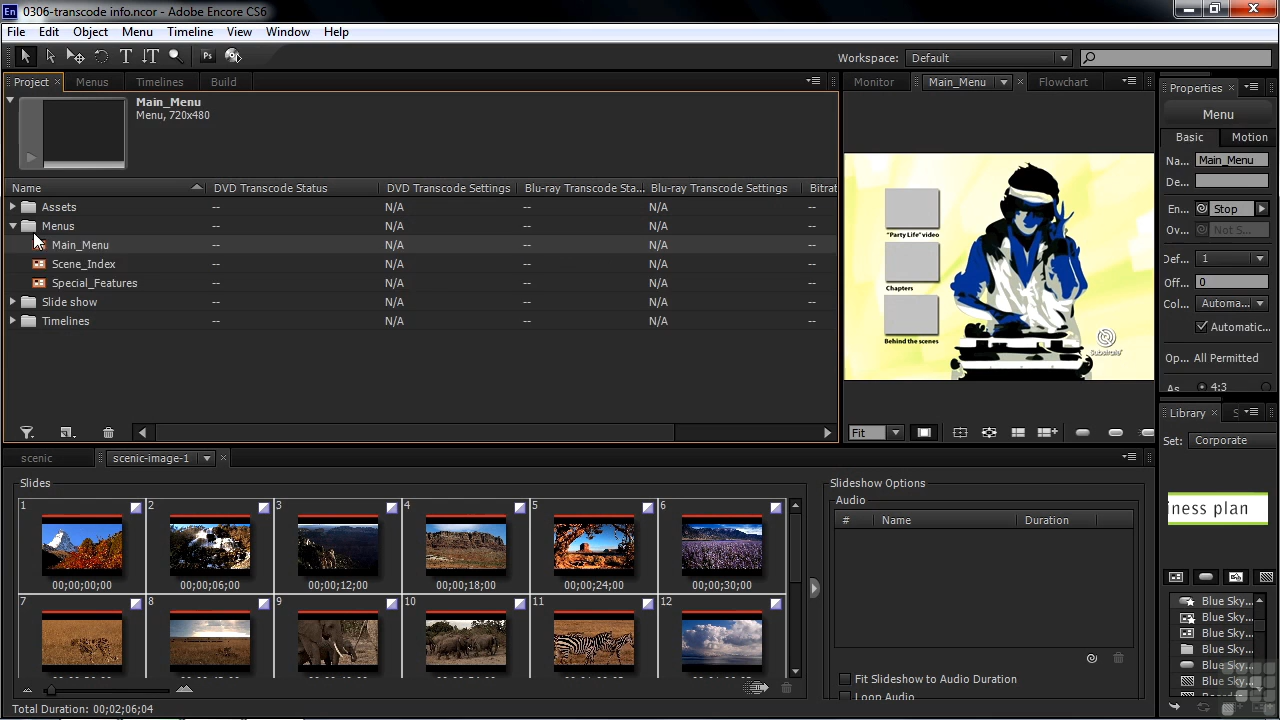 En 0306-transcode info.ncor - Adobe Encore CS6
File Edit Object Menu Timeline View Window Help
Ps
Workspace: Default
Project × Menus Timelines Build
Monitor Main_Menu × Flowchart
Properties ×
Main_Menu
Menu, 720x480
Menu
Basic Motion
Na... Main_Menu
De...
En... Stop
Ov... Not S...
Def... 1
Off... 0
Col... Automa...
Automatic...
Op... All Permitted
As 4:3
Name DVD Transcode Status DVD Transcode Settings Blu-ray Transcode Sta... Blu-ray Transcode Settings Bitrat
Assets -- N/A -- N/A --
Menus -- N/A -- N/A --
Main_Menu -- N/A -- N/A --
Scene_Index -- N/A -- N/A --
Special_Features -- N/A -- N/A --
Slide show -- N/A -- N/A --
Timelines -- N/A -- N/A --
"Party Life" video
Chapters
Behind the scenes
Substrate
Fit
Library × S
Set: Corporate
iness plan
scenic scenic-image-1 ×
Slides
1 2 3 4 5 6
00;00;00;00 00;00;06;00 00;00;12;00 00;00;18;00 00;00;24;00 00;00;30;00
7 8 9 10 11 12
Slideshow Options
Audio
# Name Duration
Fit Slideshow to Audio Duration
Loop Audio
Blue Sky...
Blue Sky...
Blue Sky...
Blue Sky...
Blue Sky...
Blue Sky...
Total Duration: 00;02;06;04